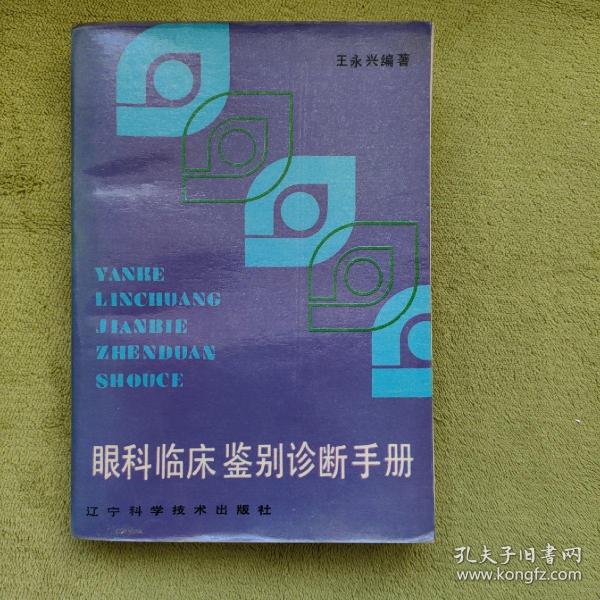 王永兴编著
YANKE
LINCHUANG
JIANBIE
ZHENDUAN
SHOUCE
眼科临床鉴别诊断手册
辽宁科学技术出版社
孔夫子旧书网
www.kongfz.com